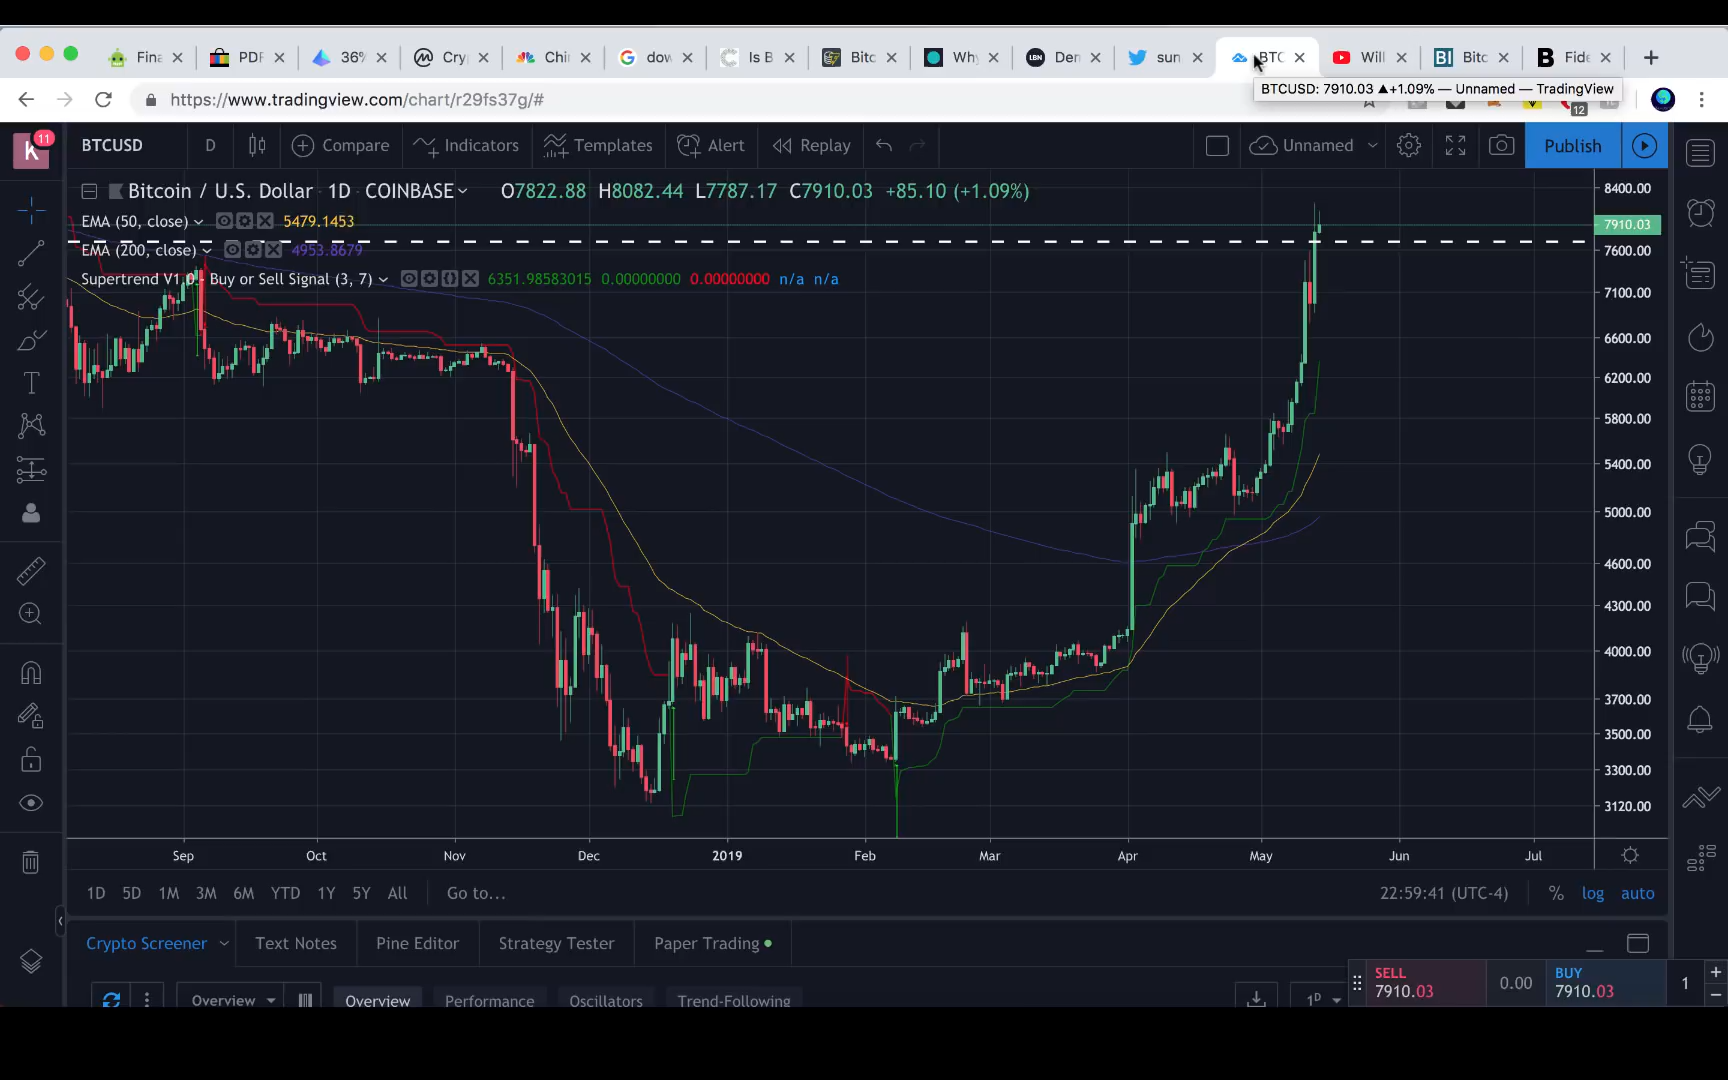 Fina PDF 36% Cry Chin dow Is B Bitc Why Den sun BTC Will Bitc Fide
https://www.tradingview.com/chart/r29fs37g/#
BTCUSD: 7910.03 ▲+1.09% — Unnamed — TradingView
12
K 11
BTCUSD D Compare Indicators Templates Alert Replay Unnamed Publish
Bitcoin / U.S. Dollar 1D COINBASE O7822.88 H8082.44 L7787.17 C7910.03 +85.10 (+1.09%)
EMA (50, close) 5479.1453
EMA (200, close) 4953.8679
Supertrend V1.0 - Buy or Sell Signal (3, 7) 6351.98583015 0.00000000 0.00000000 n/a n/a
8400.00
7910.03
7600.00
7100.00
6600.00
6200.00
5800.00
5400.00
5000.00
4600.00
4300.00
4000.00
3700.00
3500.00
3300.00
3120.00
Sep Oct Nov Dec 2019 Feb Mar Apr May Jun Jul
1D 5D 1M 3M 6M YTD 1Y 5Y All Go to... 22:59:41 (UTC-4) % log auto
Crypto Screener Text Notes Pine Editor Strategy Tester Paper Trading
Overview Overview Performance Oscillators Trend-Following 1D
SELL
7910.03
0.00
BUY
7910.03
1